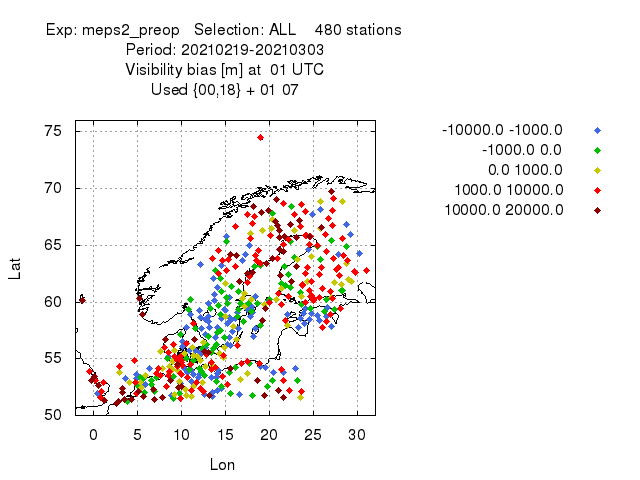 Exp: meps2_preop   Selection: ALL    480 stations
Period: 20210219-20210303
Visibility bias [m] at  01 UTC
Used {00,18} + 01 07
-10000.0 -1000.0
-1000.0 0.0
0.0 1000.0
1000.0 10000.0
10000.0 20000.0
75
70
65
60
55
50
Lat
0 5 10 15 20 25 30
Lon